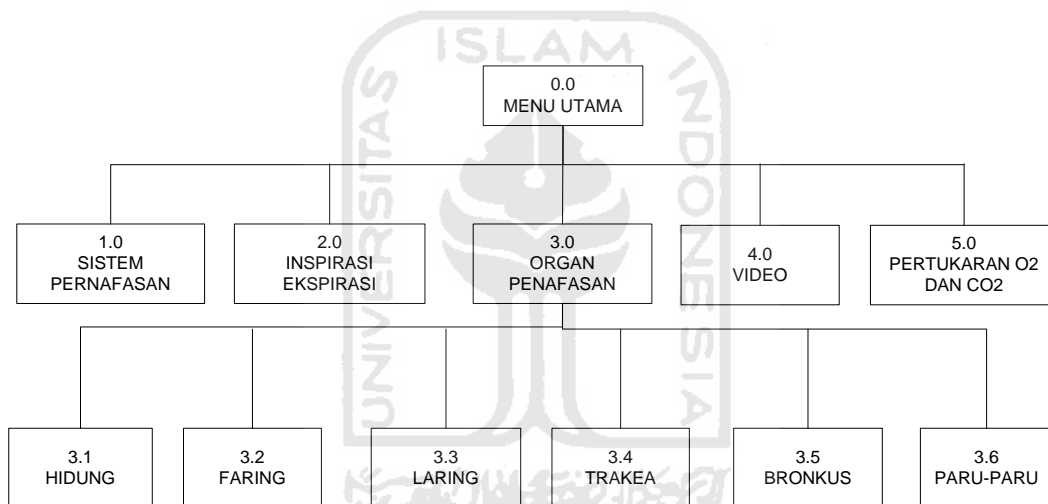 ISLAM
UNIVERSITAS
INDONESIA
0.0
MENU UTAMA
1.0
SISTEM
PERNAFASAN
2.0
INSPIRASI
EKSPIRASI
3.0
ORGAN
PENAFASAN
4.0
VIDEO
5.0
PERTUKARAN O2
DAN CO2
3.1
HIDUNG
3.2
FARING
3.3
LARING
3.4
TRAKEA
3.5
BRONKUS
3.6
PARU-PARU